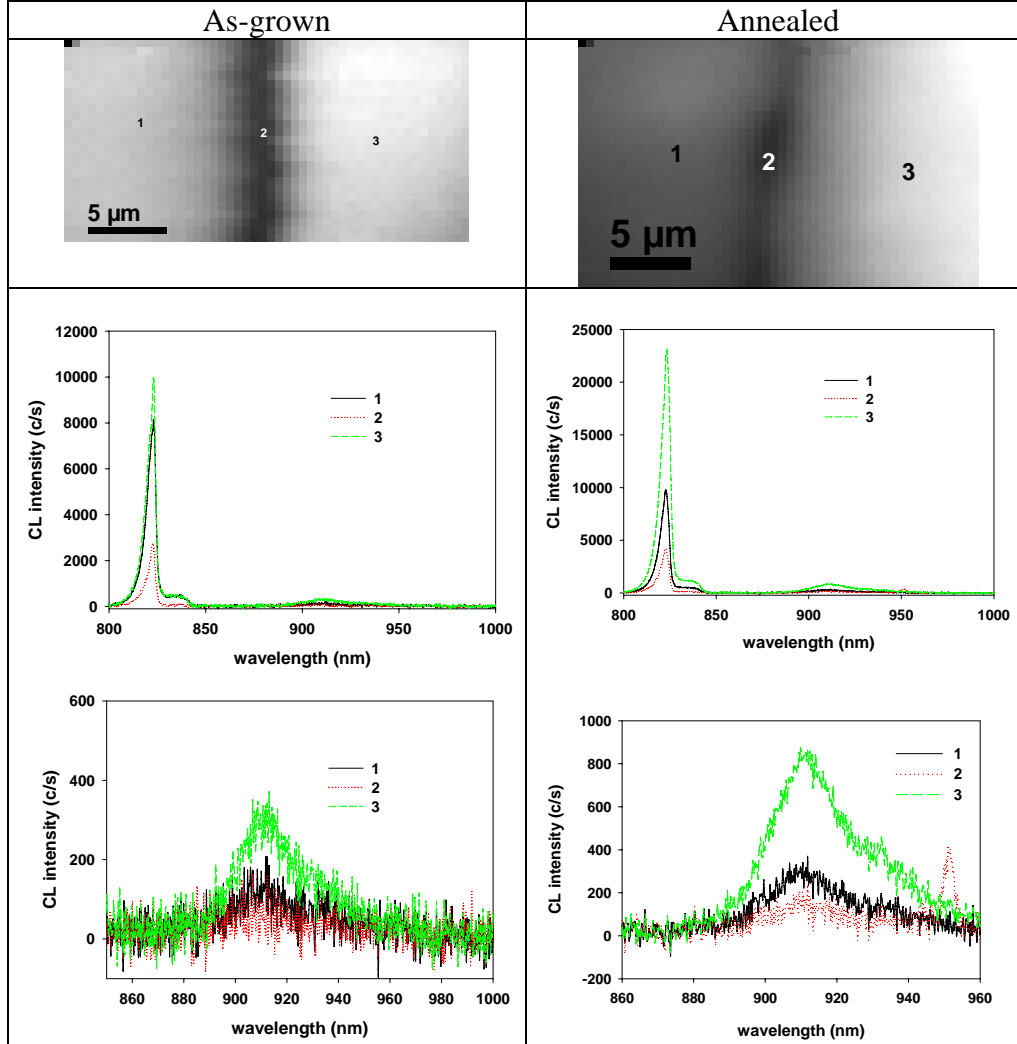 As-grown
Annealed
1
2
3
5 µm
1
2
3
5 µm
12000
10000
8000
6000
4000
2000
0
CL intensity (c/s)
1
2
3
800 850 900 950 1000
wavelength (nm)
25000
20000
15000
10000
5000
0
CL intensity (c/s)
1
2
3
800 850 900 950 1000
wavelength (nm)
600
400
200
0
CL intensity (c/s)
1
2
3
860 880 900 920 940 960 980 1000
wavelength (nm)
1000
800
600
400
200
0
-200
CL intensity (c/s)
1
2
3
860 880 900 920 940 960
wavelength (nm)